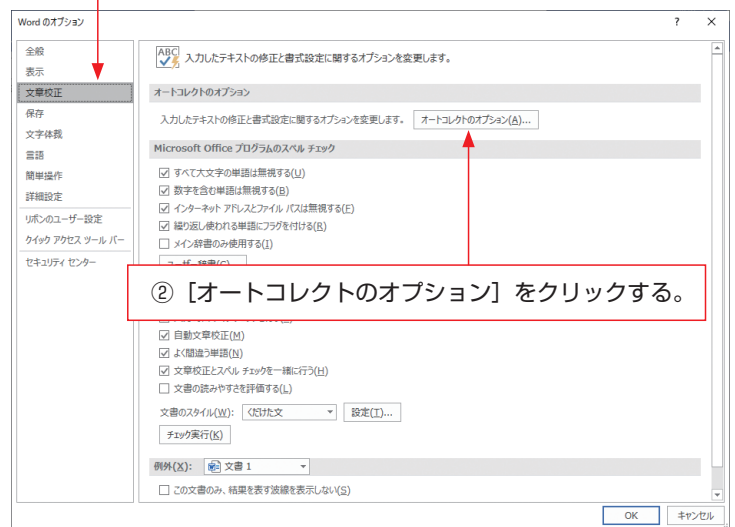 Word のオプション ? ×
全般
表示
文章校正
保存
文字体裁
言語
簡単操作
詳細設定
リボンのユーザー設定
クイック アクセス ツール バー
セキュリティ センター
ABC 入力したテキストの修正と書式設定に関するオプションを変更します。
オートコレクトのオプション
入力したテキストの修正と書式設定に関するオプションを変更します。 オートコレクトのオプション(A)...
Microsoft Office プログラムのスペル チェック
すべて大文字の単語は無視する(U)
数字を含む単語は無視する(B)
インターネット アドレスとファイル パスは無視する(F)
繰り返し使われる単語にフラグを付ける(R)
メイン辞書のみ使用する(I)
②［オートコレクトのオプション］をクリックする。
自動文章校正(M)
よく間違う単語(N)
文章校正とスペル チェックを一緒に行う(H)
文書の読みやすさを評価する(L)
文書のスタイル(W): くだけた文 設定(T)...
チェック実行(K)
例外(X): 文書 1
この文書のみ、結果を表す波線を表示しない(S)
OK キャンセル